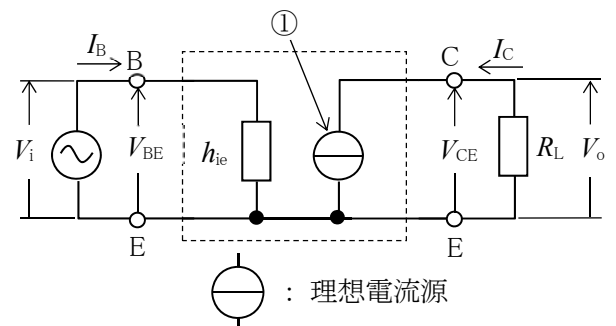 ①
I_B
B
C
I_C
V_i
V_BE
h_ie
V_CE
R_L
V_o
E
E
: 理想電流源